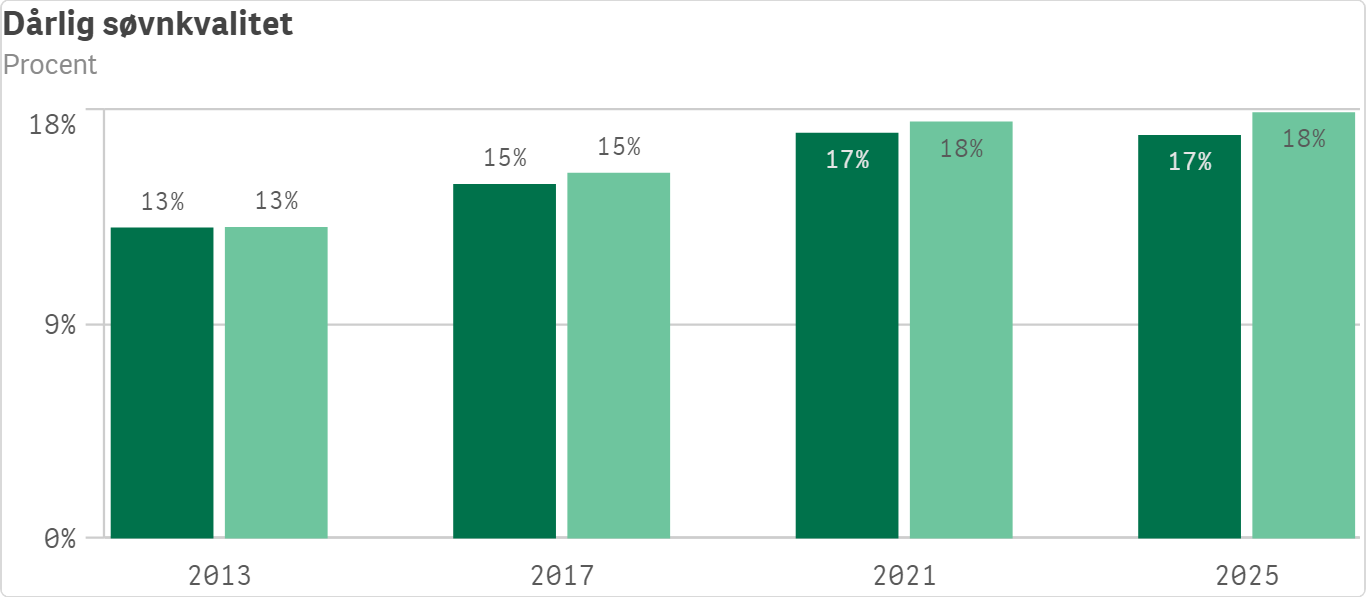 Dårlig søvnkvalitet
Procent
18%
9%
0%
13% 13%
15% 15%
17% 18%
17% 18%
2013 2017 2021 2025